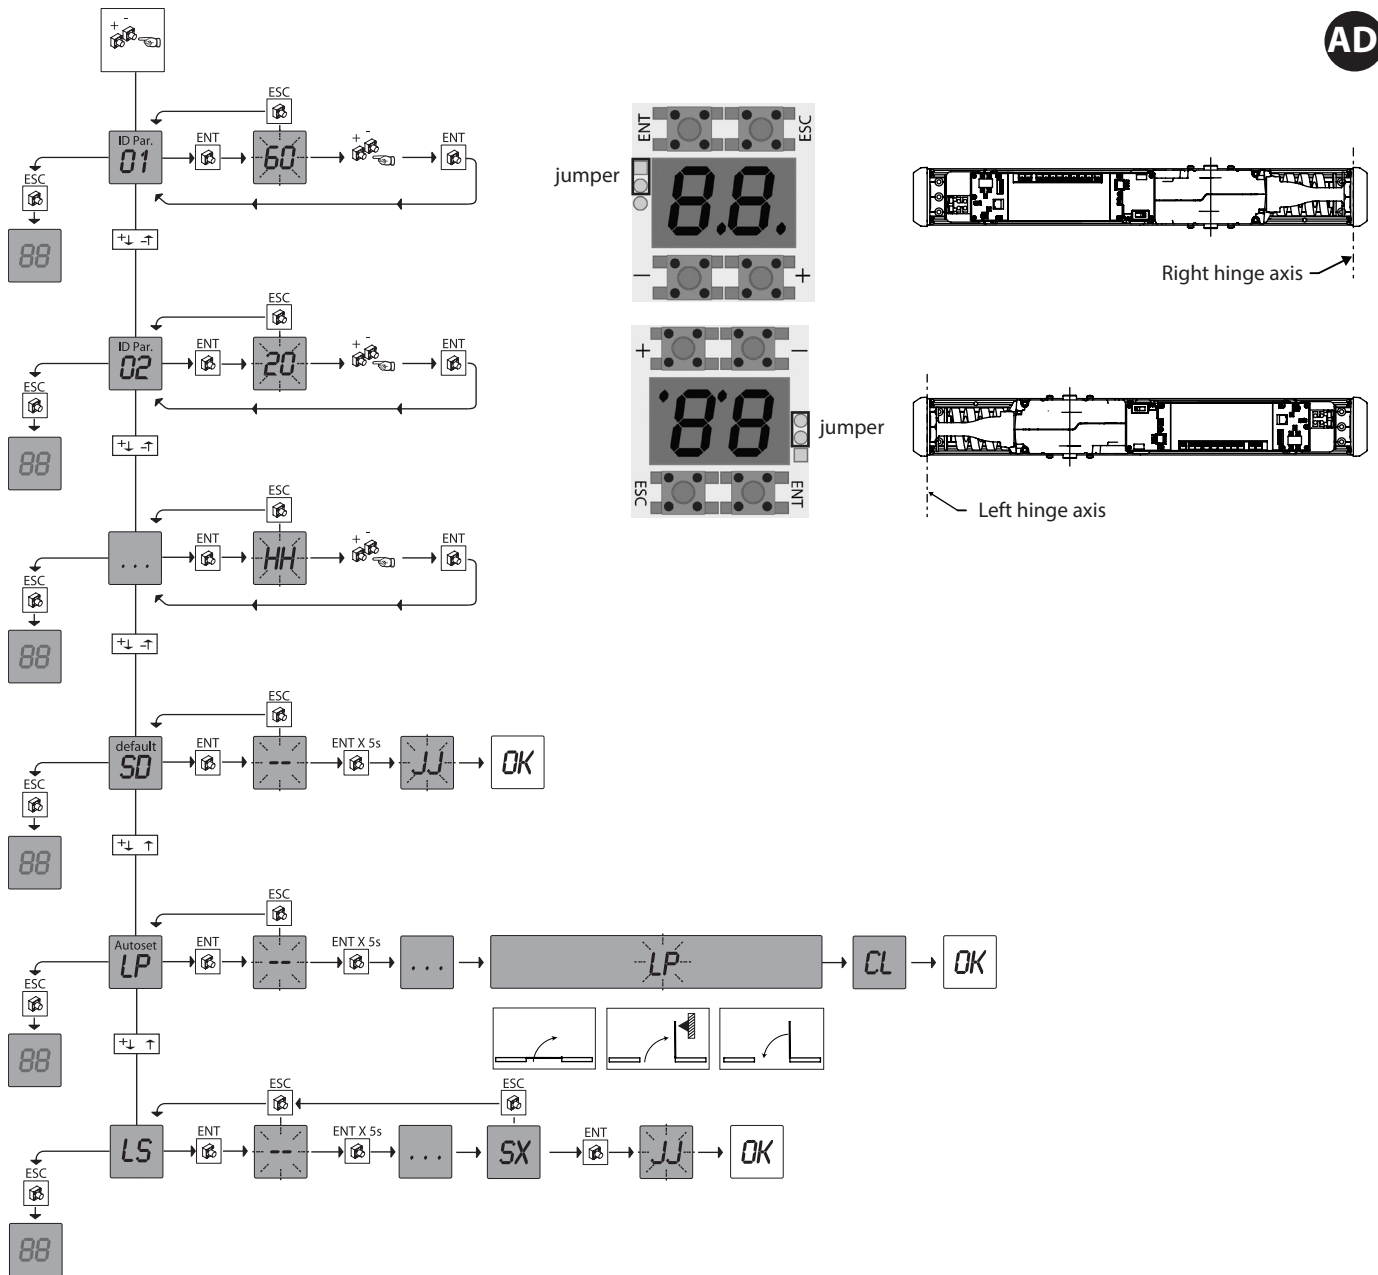 AD
+ -
ESC
ID Par.
01
ENT
60
+ -
ENT
ESC
88
+ -
ESC
ID Par.
02
ENT
20
+ -
ENT
ESC
88
+ -
ESC
...
ENT
HH
+ -
ENT
ESC
88
+ -
ESC
default
SD
ENT
--
ENT X 5s
JJ
OK
ESC
88
+
ESC
Autoset
LP
ENT
--
ENT X 5s
...
LP
CL
OK
ESC
88
+
ESC
ESC
LS
ENT
--
ENT X 5s
...
SX
ENT
JJ
OK
ESC
88
ENT
ESC
jumper
8.8.
-
+
Right hinge axis
+
-
88
jumper
ESC
ENT
Left hinge axis